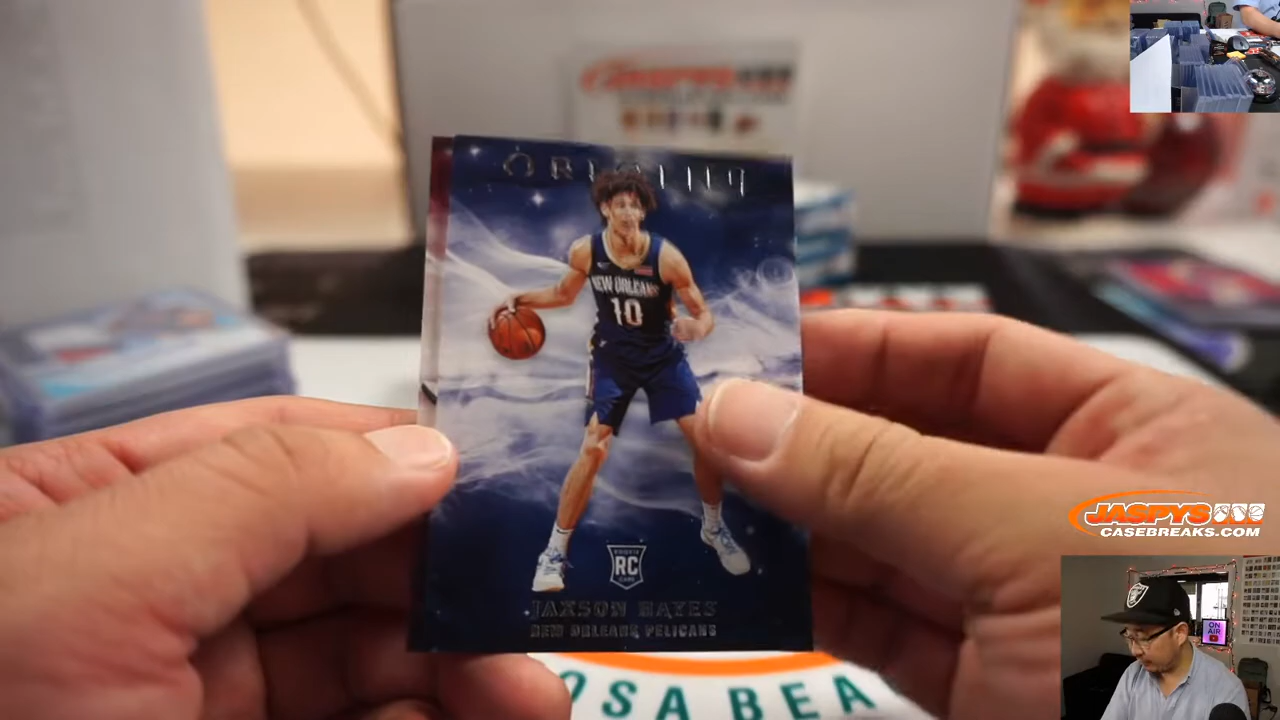 JASPYS
ORIGINS
NEW ORLEANS
10
ROOKIE
RC
CARD
JAXSON HAYES
NEW ORLEANS PELICANS
JASPYS
CASEBREAKS.COM
ON
AIR
OSA BEA